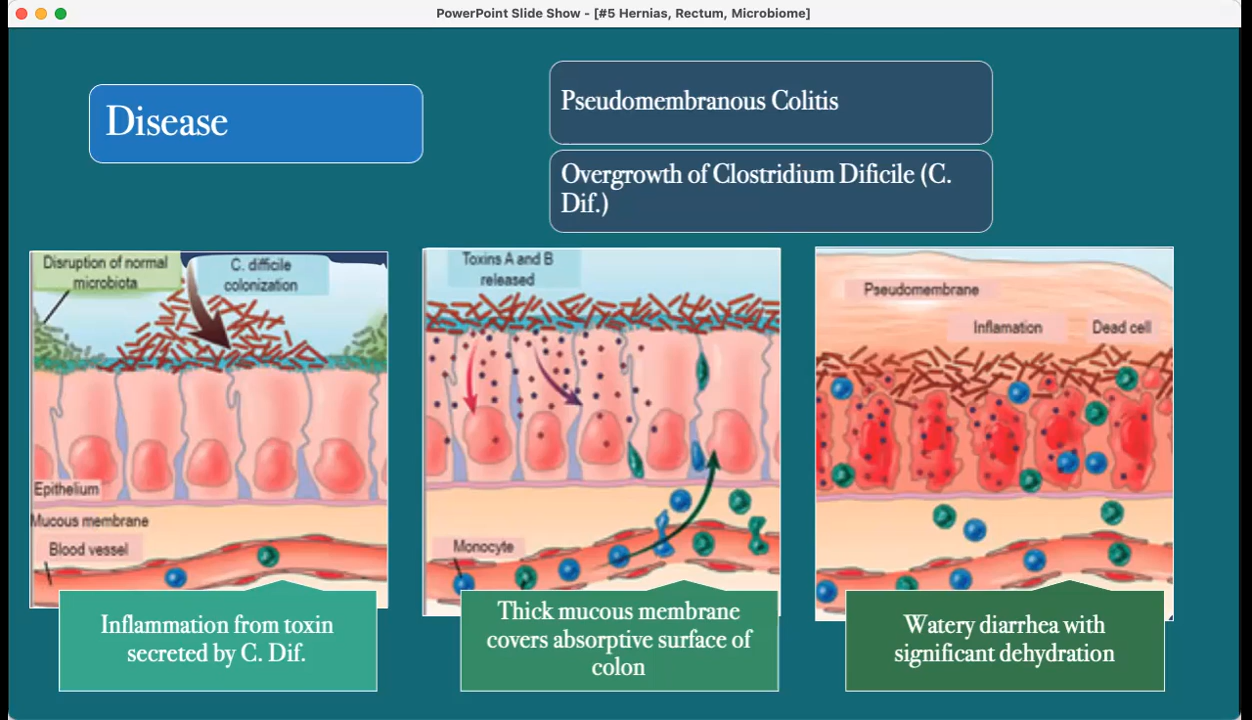 PowerPoint Slide Show - [#5 Hernias, Rectum, Microbiome]
Disease
Pseudomembranous Colitis
Overgrowth of Clostridium Dificile (C.
Dif.)
Disruption of normal
microbiota
C. difficile
colonization
Epithelium
Mucous membrane
Blood vessel
Inflammation from toxin
secreted by C. Dif.
Toxins A and B
released
Monocyte
Thick mucous membrane
covers absorptive surface of
colon
Pseudomembrane
Inflamation
Dead cell
Watery diarrhea with
significant dehydration